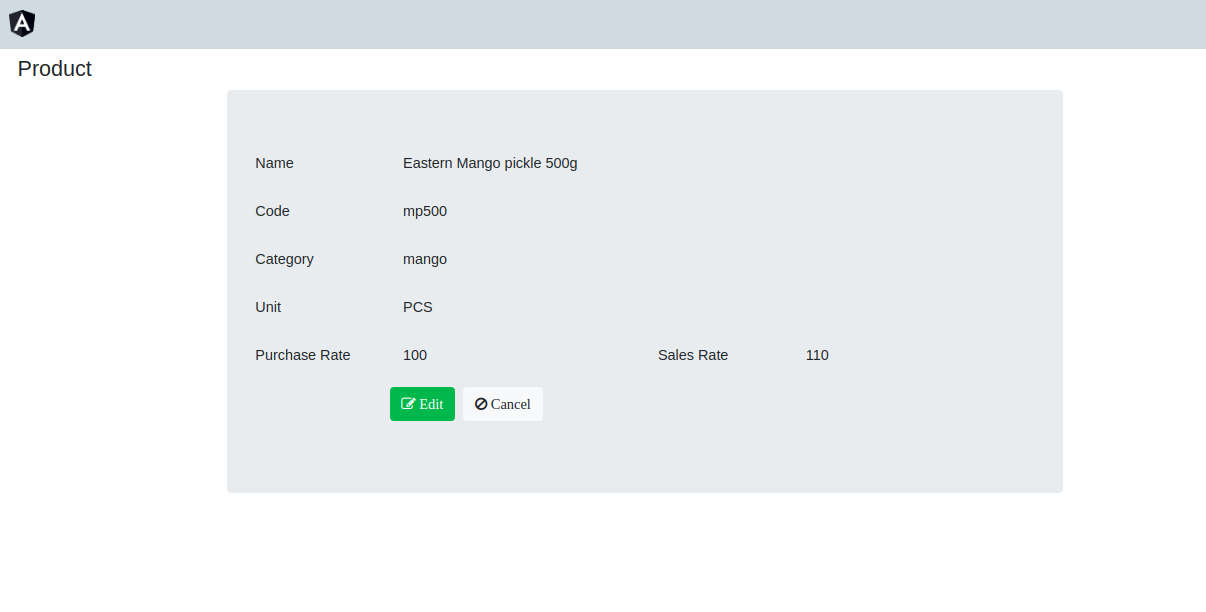 A
Product
Name Eastern Mango pickle 500g
Code mp500
Category mango
Unit PCS
Purchase Rate 100 Sales Rate 110
Edit Cancel